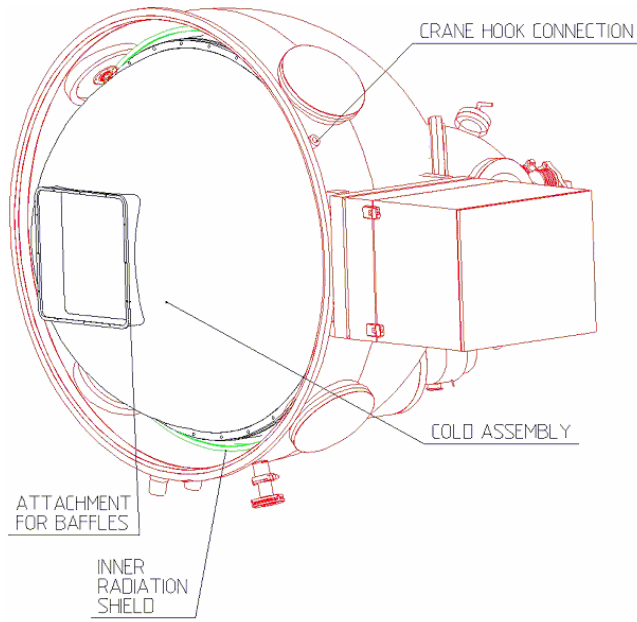 CRANE HOOK CONNECTION
COLD ASSEMBLY
ATTACHMENT
FOR BAFFLES
INNER
RADIATION
SHIELD